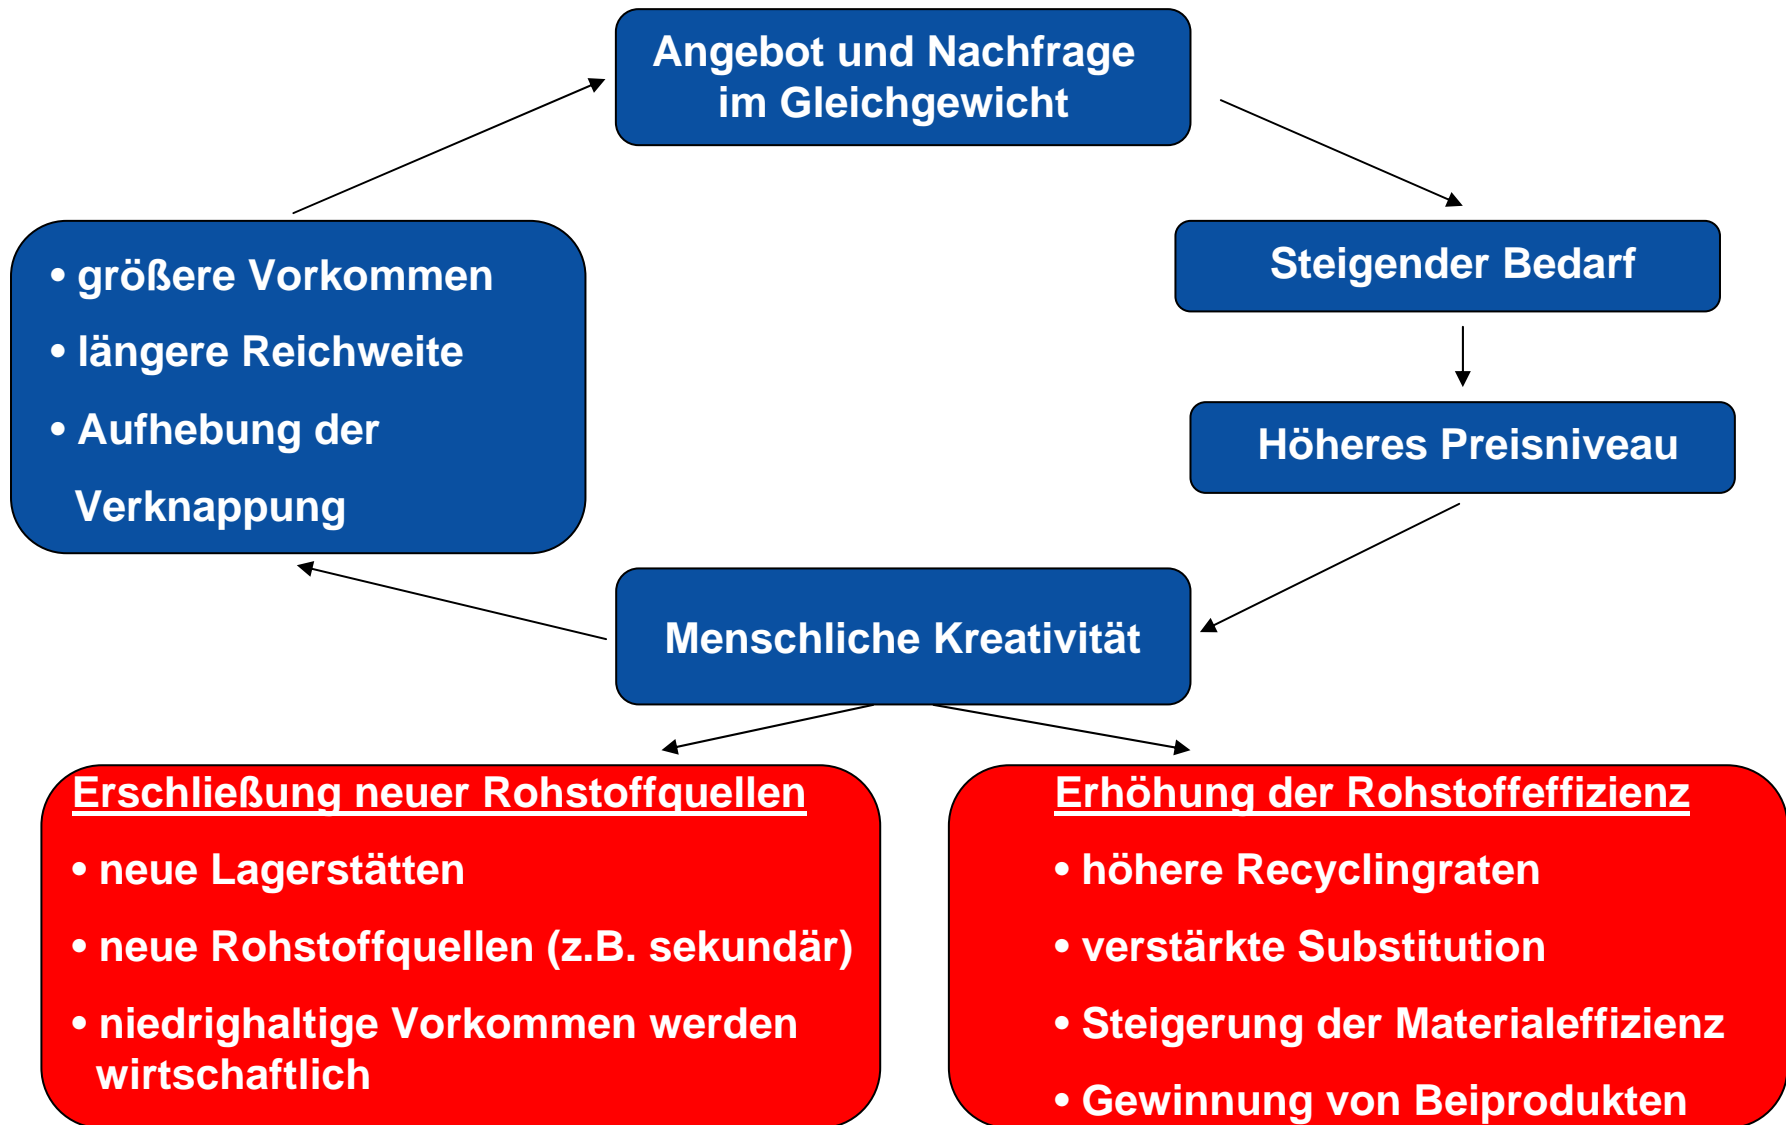 Angebot und Nachfrage
im Gleichgewicht
Steigender Bedarf
Höheres Preisniveau
• größere Vorkommen
• längere Reichweite
• Aufhebung der
Verknappung
Menschliche Kreativität
Erschließung neuer Rohstoffquellen
• neue Lagerstätten
• neue Rohstoffquellen (z.B. sekundär)
• niedrighaltige Vorkommen werden
wirtschaftlich
Erhöhung der Rohstoffeffizienz
• höhere Recyclingraten
• verstärkte Substitution
• Steigerung der Materialeffizienz
• Gewinnung von Beiprodukten